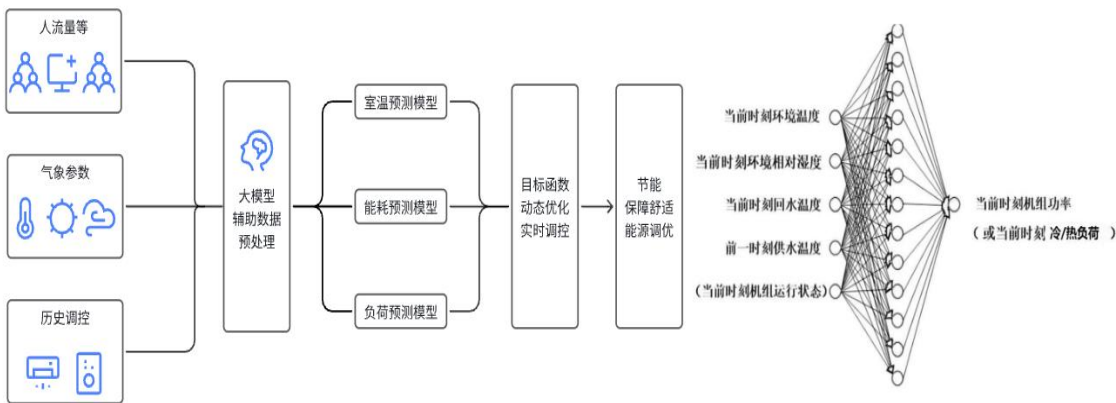 人流量等
气象参数
历史调控
大模型
辅助数据
预处理
室温预测模型
能耗预测模型
负荷预测模型
目标函数
动态优化
实时调控
节能
保障舒适
能源调优
当前时刻环境温度
当前时刻环境相对湿度
当前时刻回水温度
前一时刻供水温度
（当前时刻机组运行状态）
当前时刻机组功率
（或当前时刻 冷/热负荷 ）